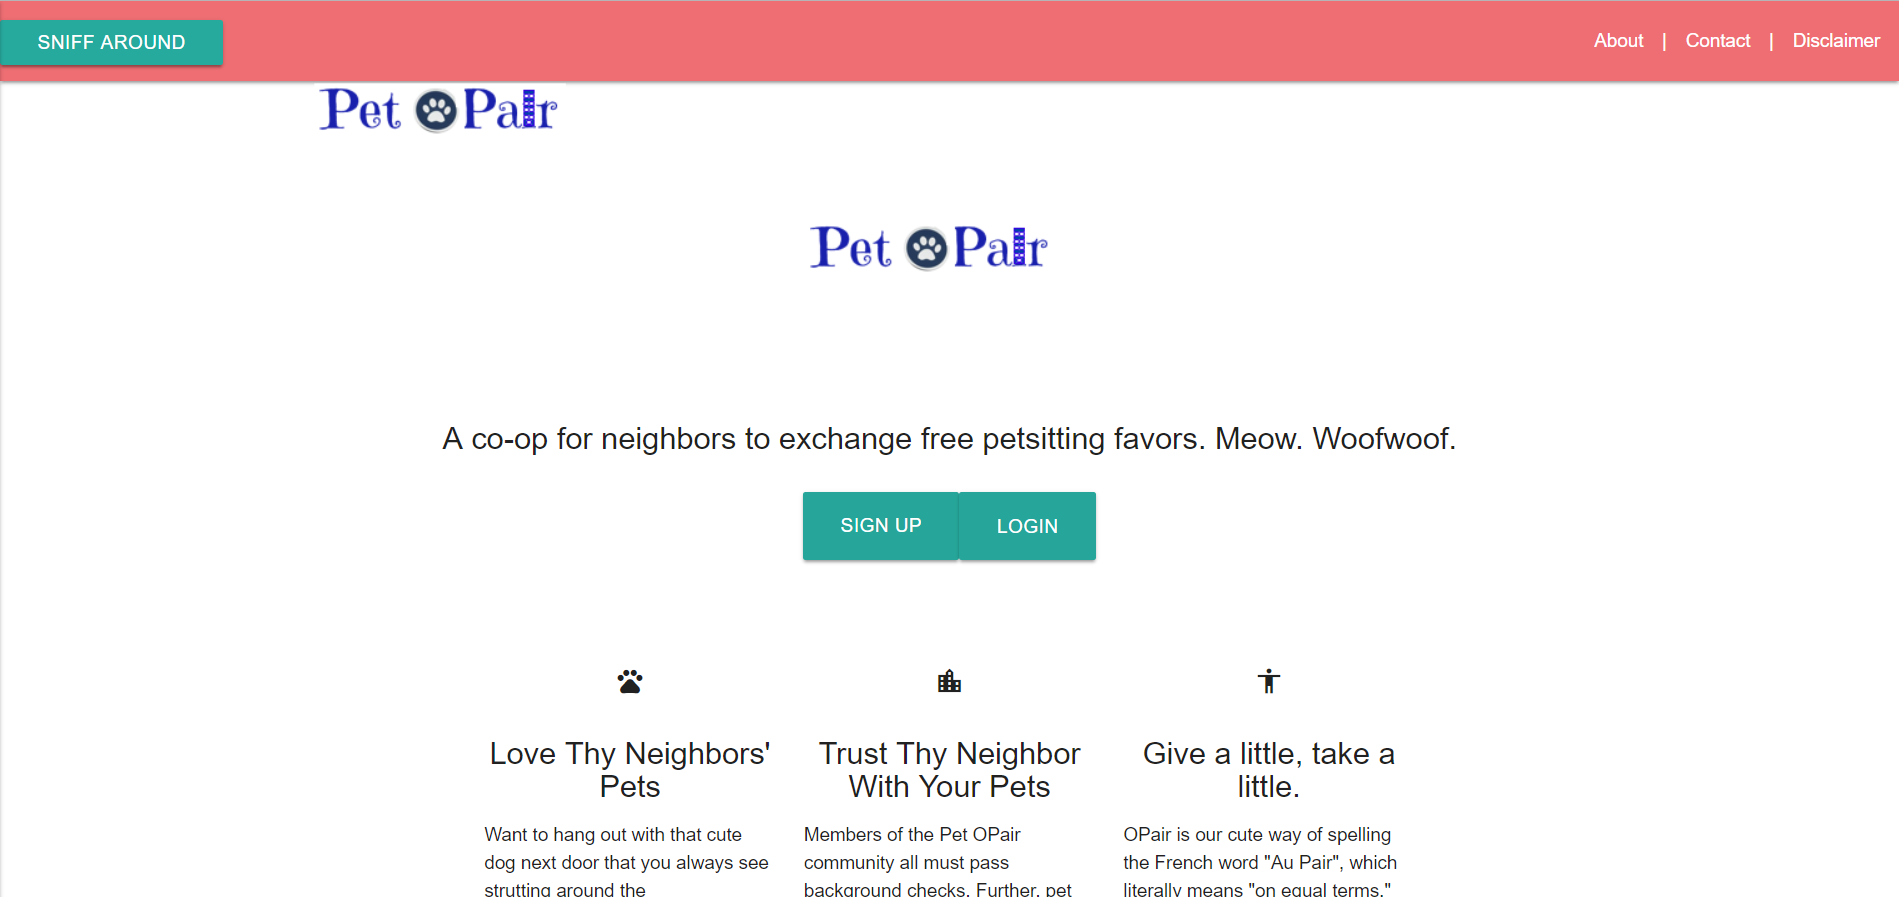 SNIFF AROUND
About | Contact | Disclaimer
Pet Pair
Pet Pair
A co-op for neighbors to exchange free petsitting favors. Meow. Woofwoof.
SIGN UP
LOGIN
Love Thy Neighbors'
Pets
Want to hang out with that cute
dog next door that you always see
strutting around the
Trust Thy Neighbor
With Your Pets
Members of the Pet OPair
community all must pass
background checks. Further, pet
Give a little, take a
little.
OPair is our cute way of spelling
the French word "Au Pair", which
literally means "on equal terms."